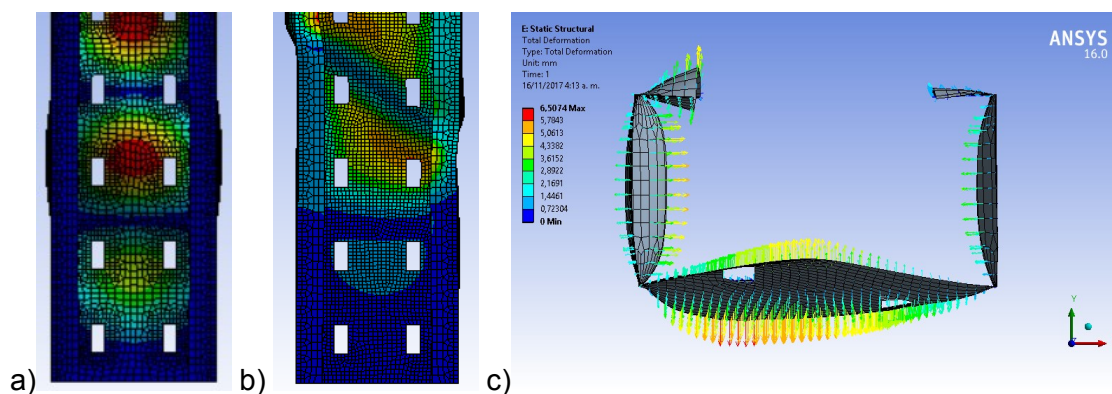 a)
b)
c)
E: Static Structural
Total Deformation
Type: Total Deformation
Unit: mm
Time: 1
16/11/2017 4:13 a. m.
6,5074 Max
5,7843
5,0613
4,3382
3,6152
2,8922
2,1691
1,4461
0,72304
0 Min
ANSYS
16.0
Y